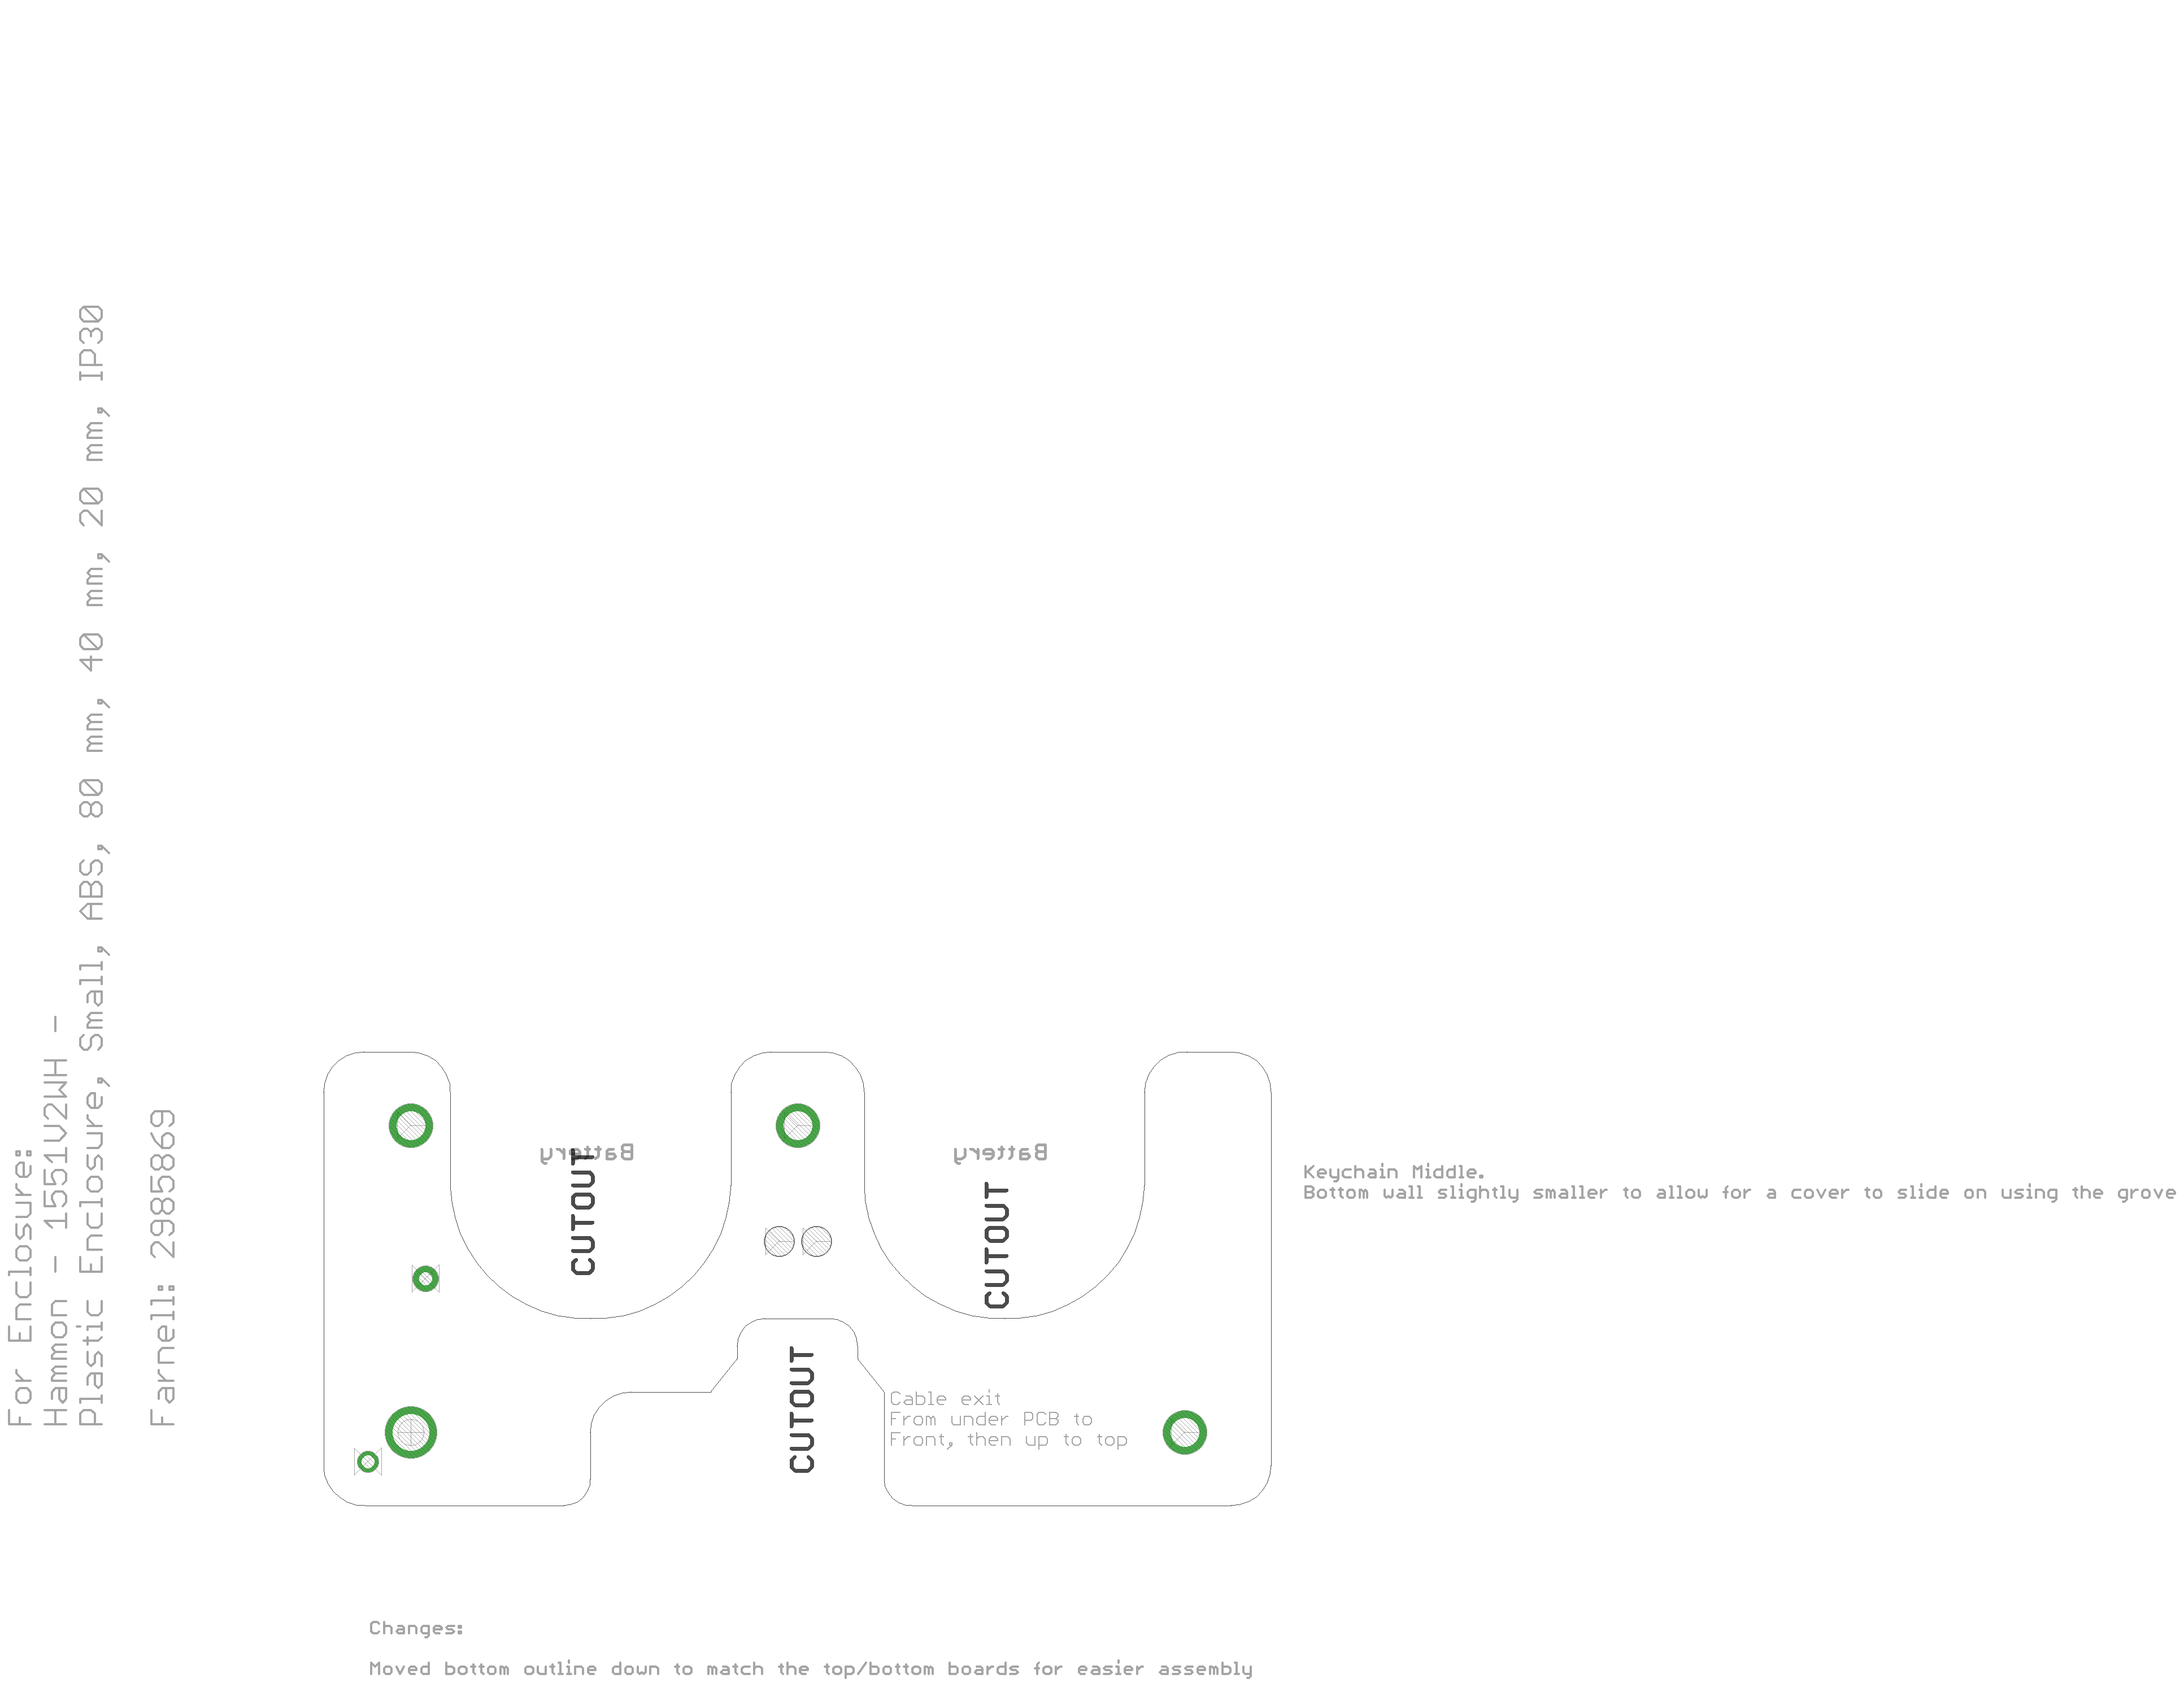 For Enclosure:
Hammon - 1551V2WH -
Plastic Enclosure, Small, ABS, 80 mm, 40 mm, 20 mm, IP30
Farnell: 2985869
Battery
Battery
CUTOUT
CUTOUT
CUTOUT
Keychain Middle.
Bottom wall slightly smaller to allow for a cover to slide on using the grove
Cable exit
From under PCB to
Front, then up to top
Changes:
Moved bottom outline down to match the top/bottom boards for easier assembly